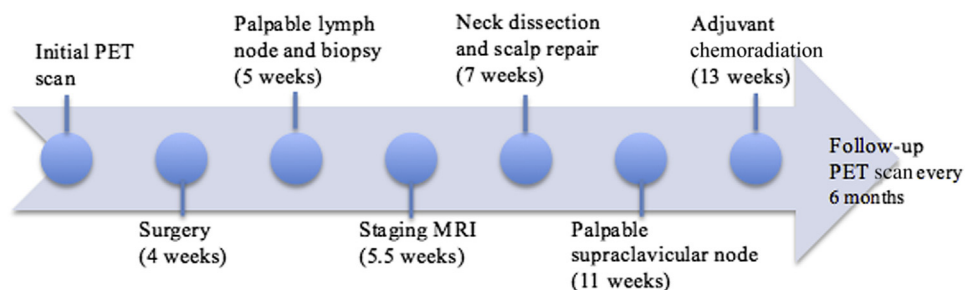 Initial PET
scan
Surgery
(4 weeks)
Palpable lymph
node and biopsy
(5 weeks)
Staging MRI
(5.5 weeks)
Neck dissection
and scalp repair
(7 weeks)
Palpable
supraclavicular node
(11 weeks)
Adjuvant
chemoradiation
(13 weeks)
Follow-up
PET scan every
6 months